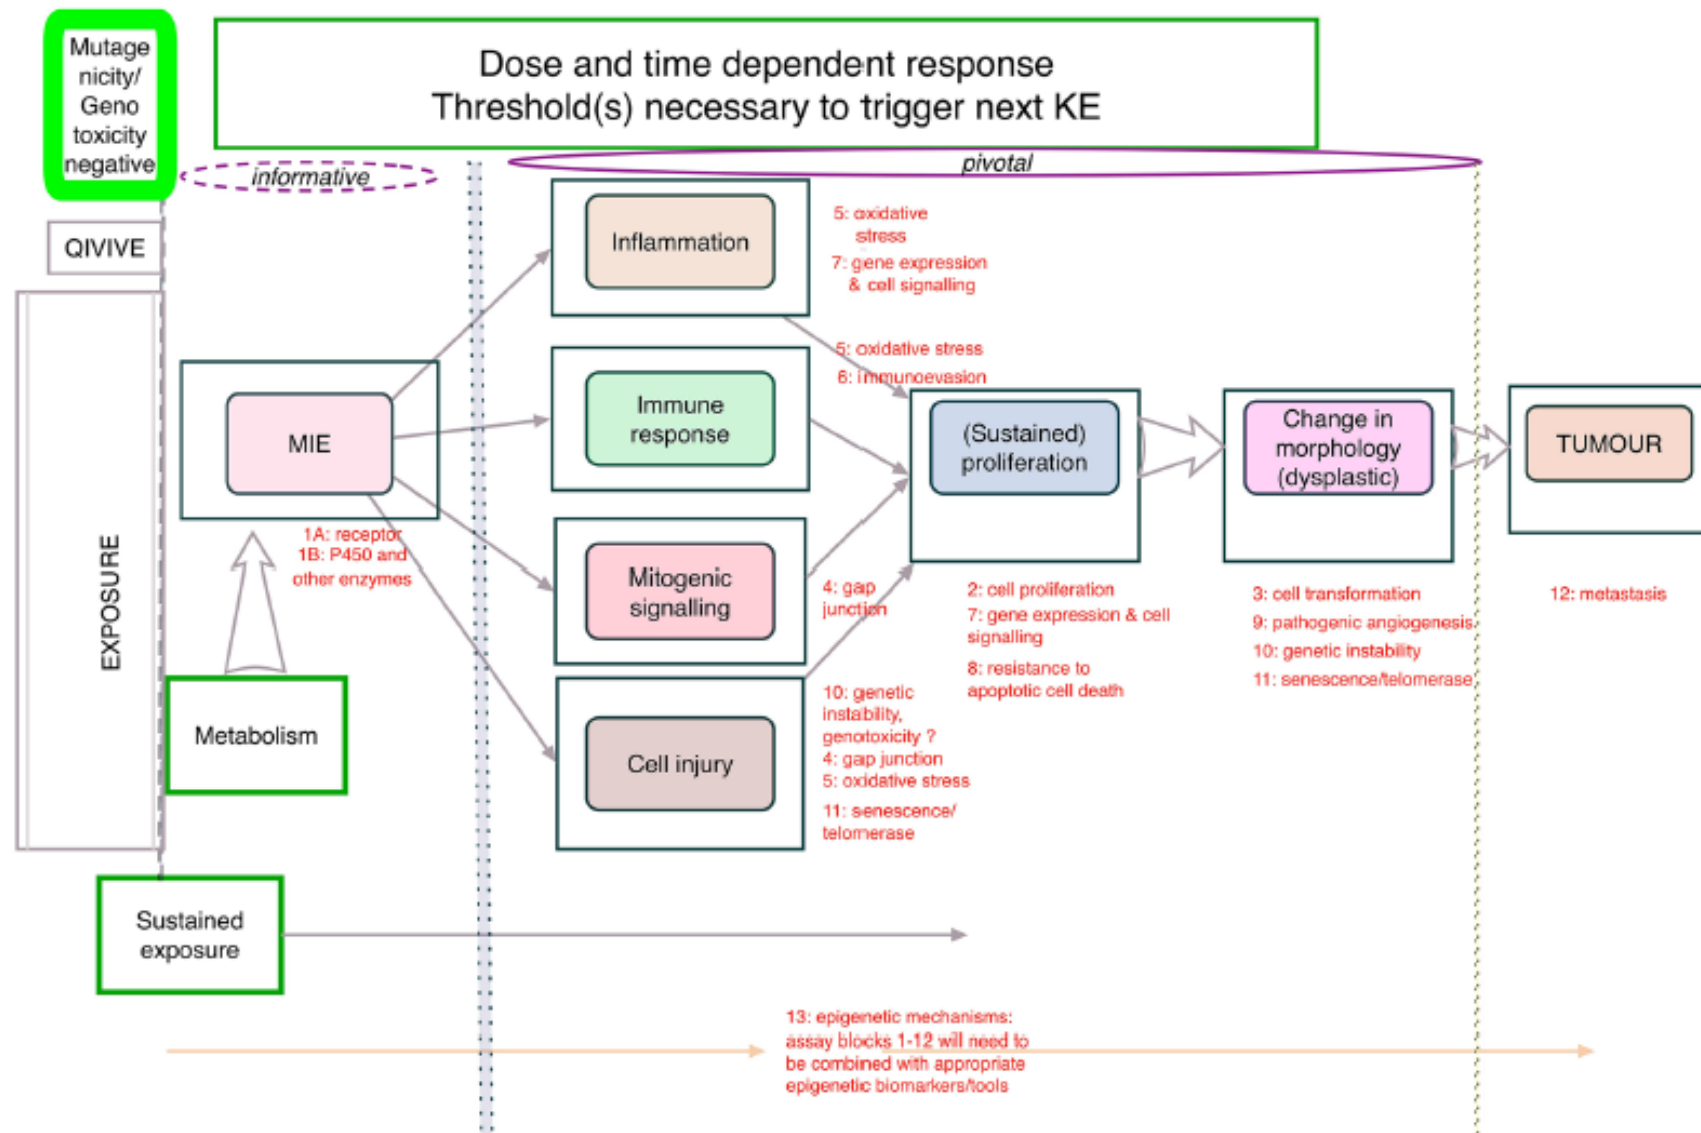 Mutage
nicity/
Geno
toxicity
negative
Dose and time dependent response
Threshold(s) necessary to trigger next KE
informative
pivotal
QIVIVE
EXPOSURE
MIE
1A: receptor
1B: P450 and
other enzymes
Metabolism
Sustained
exposure
Inflammation
5: oxidative
stress
7: gene expression
& cell signalling
Immune
response
5: oxidative stress
6: immunoevasion
Mitogenic
signalling
4: gap
junction
Cell injury
10: genetic
instability,
genotoxicity ?
4: gap junction
5: oxidative stress
11: senescence/
telomerase
(Sustained)
proliferation
2: cell proliferation
7: gene expression & cell
signalling
8: resistance to
apoptotic cell death
Change in
morphology
(dysplastic)
3: cell transformation
9: pathogenic angiogenesis
10: genetic instability
11: senescence/telomerase
TUMOUR
12: metastasis
13: epigenetic mechanisms:
assay blocks 1-12 will need to
be combined with appropriate
epigenetic biomarkers/tools